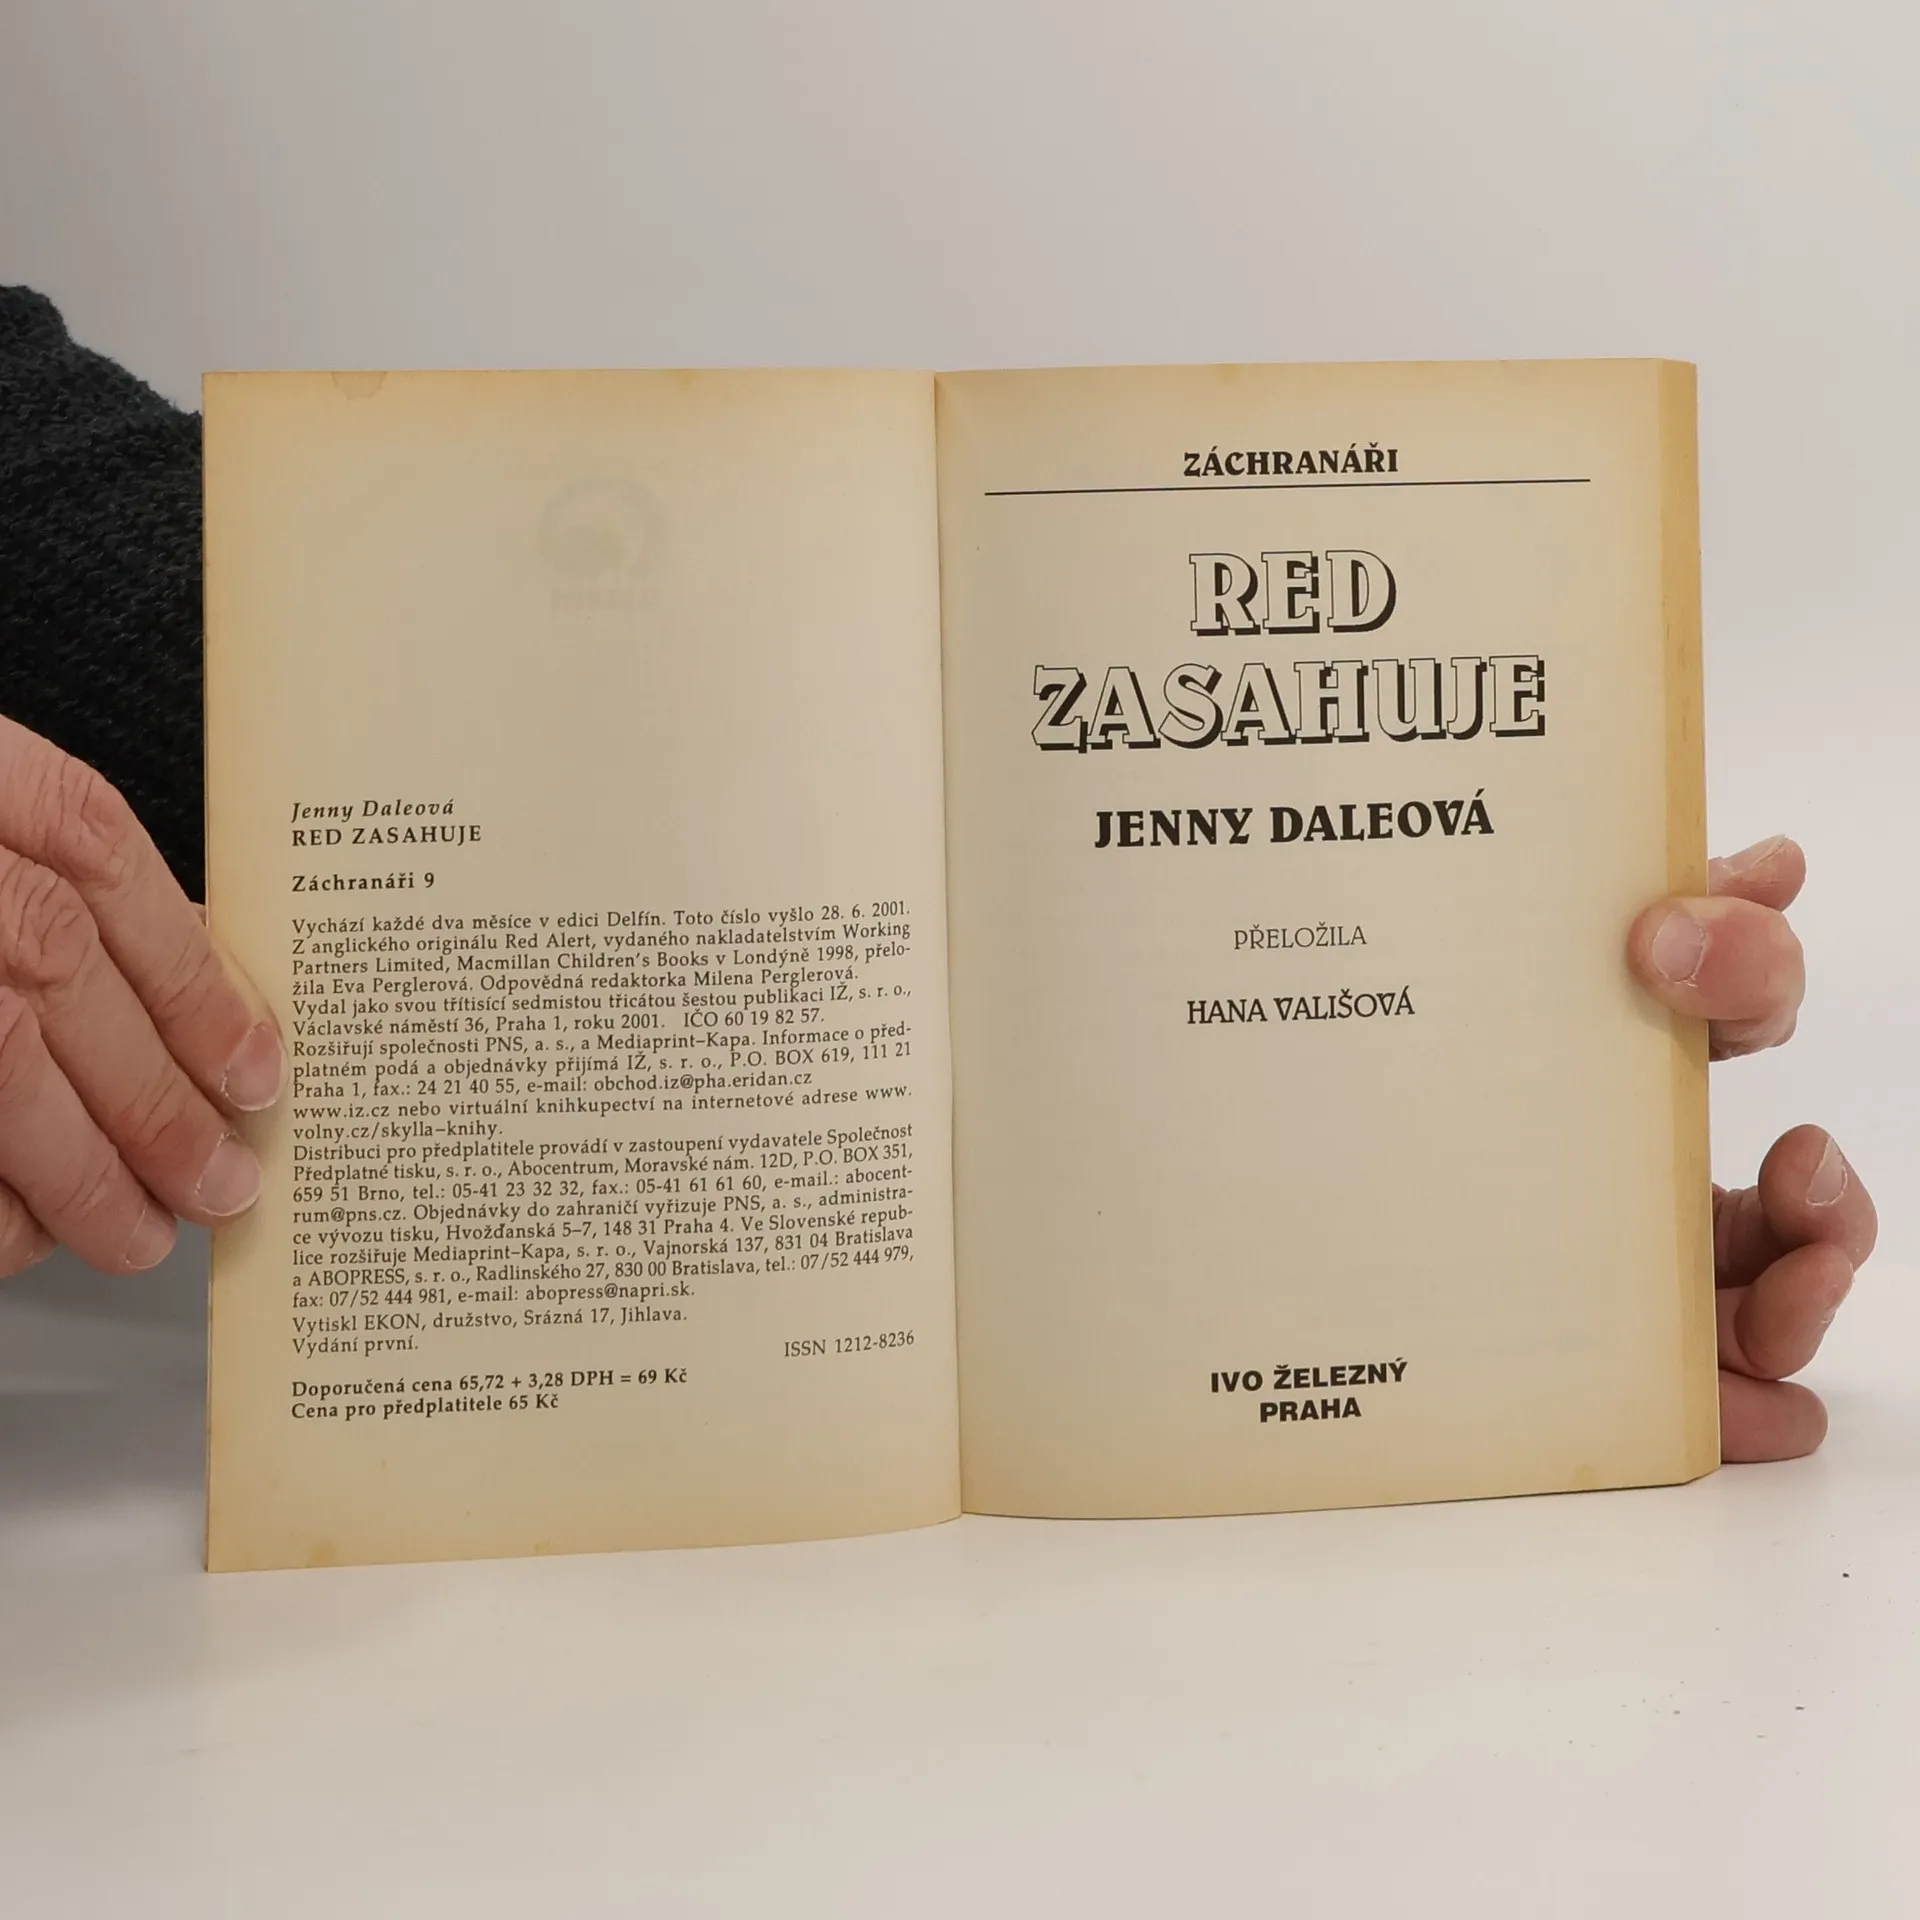 Jenny Daleová
RED ZASAHUJE
Záchranáři 9
Vychází každé dva měsíce v edici Delfín. Toto číslo vyšlo 28. 6. 2001.
Z anglického originálu Red Alert, vydaného nakladatelstvím Working
Partners Limited, Macmillan Children's Books v Londýně 1998, přelo-
žila Eva Perglerová. Odpovědná redaktorka Milena Perglerová.
Vydal jako svou třítisící sedmistou třicátou šestou publikaci IŽ, s. r. o.,
Václavské náměstí 36, Praha 1, roku 2001. IČO 60 19 82 57.
Rozšiřují společnosti PNS, a. s., a Mediaprint–Kapa. Informace o před-
platném podá a objednávky přijímá IŽ, s. r. o., P.O. BOX 619, 111 21
Praha 1, fax.: 24 21 40 55, e-mail: obchod.iz@pha.eridan.cz
www.iz.cz nebo virtuální knihkupectví na internetové adrese www.
volny.cz/skylla–knihy.
Distribuci pro předplatitele provádí v zastoupení vydavatele Společnost
Předplatné tisku, s. r. o., Abocentrum, Moravské nám. 12D, P.O. BOX 351,
659 51 Brno, tel.: 05-41 23 32 32, fax.: 05-41 61 61 60, e-mail.: abocent-
rum@pns.cz. Objednávky do zahraničí vyřizuje PNS, a. s., administra-
ce vývozu tisku, Hvožďanská 5–7, 148 31 Praha 4. Ve Slovenské repub-
lice rozšiřuje Mediaprint–Kapa, s. r. o., Vajnorská 137, 831 04 Bratislava
a ABOPRESS, s. r. o., Radlinského 27, 830 00 Bratislava, tel.: 07/52 444 979,
fax: 07/52 444 981, e-mail: abopress@napri.sk.
Vytiskl EKON, družstvo, Srázná 17, Jihlava.
Vydání první.
ISSN 1212-8236
Doporučená cena 65,72 + 3,28 DPH = 69 Kč
Cena pro předplatitele 65 Kč
ZÁCHRANÁŘI
RED
ZASAHUJE
JENNY DALEOVÁ
PŘELOŽILA
HANA VALIŠOVÁ
IVO ŽELEZNÝ
PRAHA